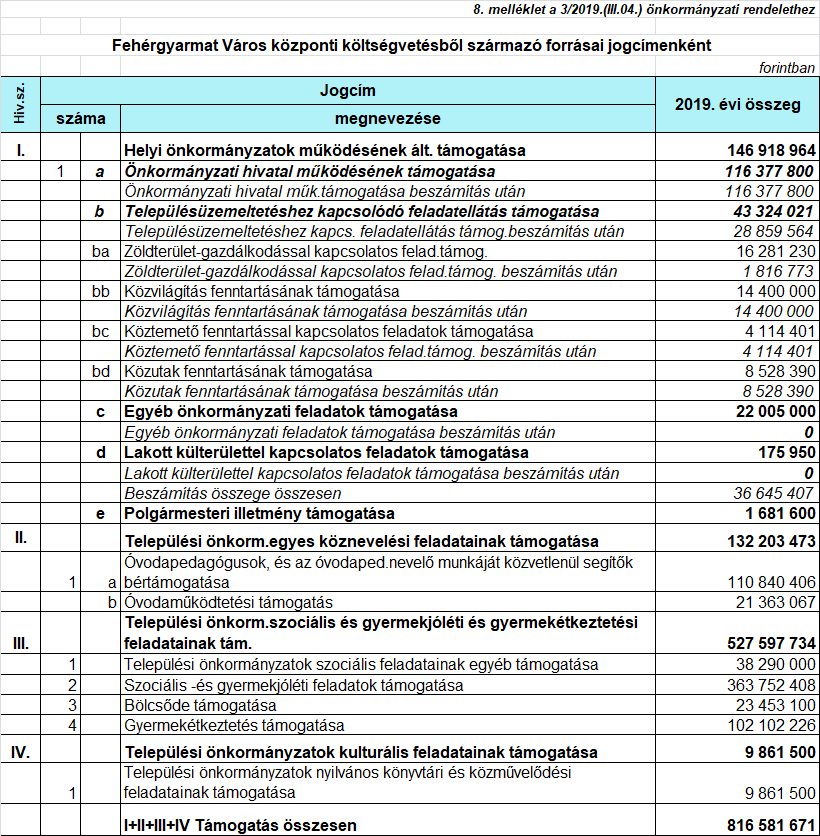 8. melléklet a 3/2019.(III.04.) önkormányzati rendelethez
Fehérgyarmat Város központi költségvetésből származó forrásai jogcímenként
forintban
Hiv.sz. Jogcím 2019. évi összeg
száma megnevezése
I. Helyi önkormányzatok működésének ált. támogatása 146 918 964
1 a Önkormányzati hivatal működésének támogatása 116 377 800
Önkormányzati hivatal műk.támogatása beszámítás után 116 377 800
b Településüzemeltetéshez kapcsolódó feladatellátás támogatása 43 324 021
Településüzemeltetéshez kapcs. feladatellátás támog.beszámítás után 28 859 564
ba Zöldterület-gazdálkodással kapcsolatos felad.támog. 16 281 230
Zöldterület-gazdálkodással kapcsolatos felad.támog. beszámítás után 1 816 773
bb Közvilágítás fenntartásának támogatása 14 400 000
Közvilágítás fenntartásának támogatása beszámítás után 14 400 000
bc Köztemető fenntartással kapcsolatos feladatok támogatása 4 114 401
Köztemető fenntartással kapcsolatos felad.támog. beszámítás után 4 114 401
bd Közutak fenntartásának támogatása 8 528 390
Közutak fenntartásának támogatása beszámítás után 8 528 390
c Egyéb önkormányzati feladatok támogatása 22 005 000
Egyéb önkormányzati feladatok támogatása beszámítás után 0
d Lakott külterülettel kapcsolatos feladatok támogatása 175 950
Lakott külterülettel kapcsolatos feladatok támogatása beszámítás után 0
Beszámítás összege összesen 36 645 407
e Polgármesteri illetmény támogatása 1 681 600
II. Települési önkorm.egyes köznevelési feladatainak támogatása 132 203 473
Óvodapedagógusok, és az óvodaped.nevelő munkáját közvetlenül segítők
1 a bértámogatása 110 840 406
b Óvodaműködtetési támogatás 21 363 067
Települési önkorm.szociális és gyermekjóléti és gyermekétkeztetési
III. feladatainak tám. 527 597 734
1 Települési önkormányzatok szociális feladatainak egyéb támogatása 38 290 000
2 Szociális -és gyermekjóléti feladatok támogatása 363 752 408
3 Bölcsőde támogatása 23 453 100
4 Gyermekétkeztetés támogatása 102 102 226
IV. Települési önkormányzatok kulturális feladatainak támogatása 9 861 500
Települési önkormányzatok nyilvános könyvtári és közművelődési
1 feladatainak támogatása 9 861 500
I+II+III+IV Támogatás összesen 816 581 671